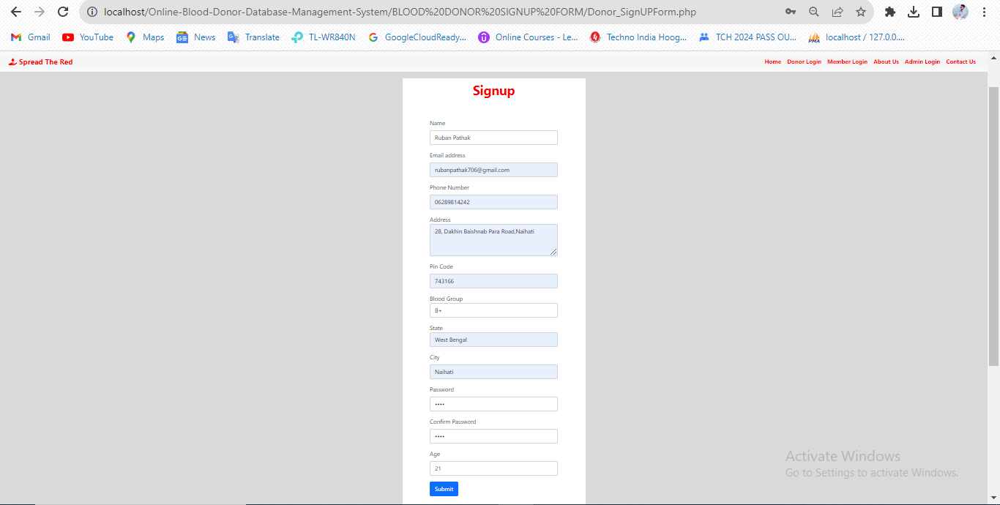 localhost/Online-Blood-Donor-Database-Management-System/BLOOD%20DONOR%20SIGNUP%20FORM/Donor_SignUPForm.php
Gmail YouTube Maps News Translate TL-WR840N GoogleCloudReady... Online Courses - Le... Techno India Hoog... TCH 2024 PASS OU... localhost / 127.0.0....
Spread The Red Home Donor Login Member Login About Us Admin Login Contact Us
Signup
Name
Ruban Pathak
Email address
rubanpathak706@gmail.com
Phone Number
06289814242
Address
28, Dakhin Baishnab Para Road,Naihati
Pin Code
743166
Blood Group
B+
State
West Bengal
City
Naihati
Password
••••
Confirm Password
••••
Age
21
Submit
Activate Windows
Go to Settings to activate Windows.